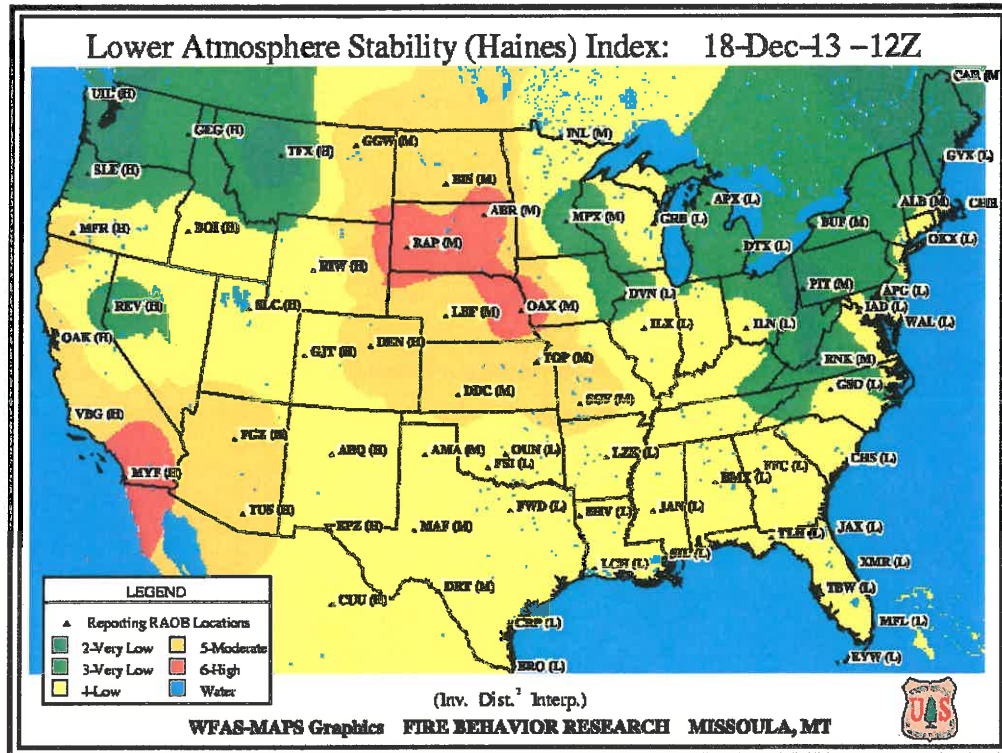 Lower Atmosphere Stability (Haines) Index: 18-Dec-13 -12Z
UIL (H)
GEG (H)
TFX (H)
GGW (M)
INL (M)
CAR (M
SLE (H)
BIS (M)
GYX (L)
ABR (M)
MPX (M)
GRB (L)
APX (L)
ALB (M)
CHH
MFR (H)
BOI (H)
RAP (M)
BUF (M)
OKX (L)
DTX (L)
RIW (H)
PIT (M)
APG (L)
REV (H)
SLC (H)
LBF (M)
OAX (M)
DVN (L)
IAD (L)
WAL (L)
OAK (H)
GJT (H)
DEN (H)
ILX (L)
ILN (L)
TOP (M)
RNK (M)
DDC (M)
GSO (L)
VBG (H)
SGF (M)
FGZ (H)
MYF (H)
ABQ (H)
AMA (M)
OUN (L)
FSI (L)
LZK (L)
BMX (L)
FFC (L)
CHS (L)
TUS (H)
EPZ (H)
MAF (M)
FWD (L)
SHV (L)
JAN (L)
TLH (L)
JAX (L)
LCH (L)
SIL (L)
XMR (L)
CUU (H)
DRT (M)
TBW (L)
CRP (L)
MFL (L)
BRO (L)
EYW (L)
LEGEND
Reporting RAOB Locations
2-Very Low 5-Moderate
3-Very Low 6-High
4-Low Water
(Inv. Dist.² Interp.)
WFAS-MAPS Graphics FIRE BEHAVIOR RESEARCH MISSOULA, MT
US